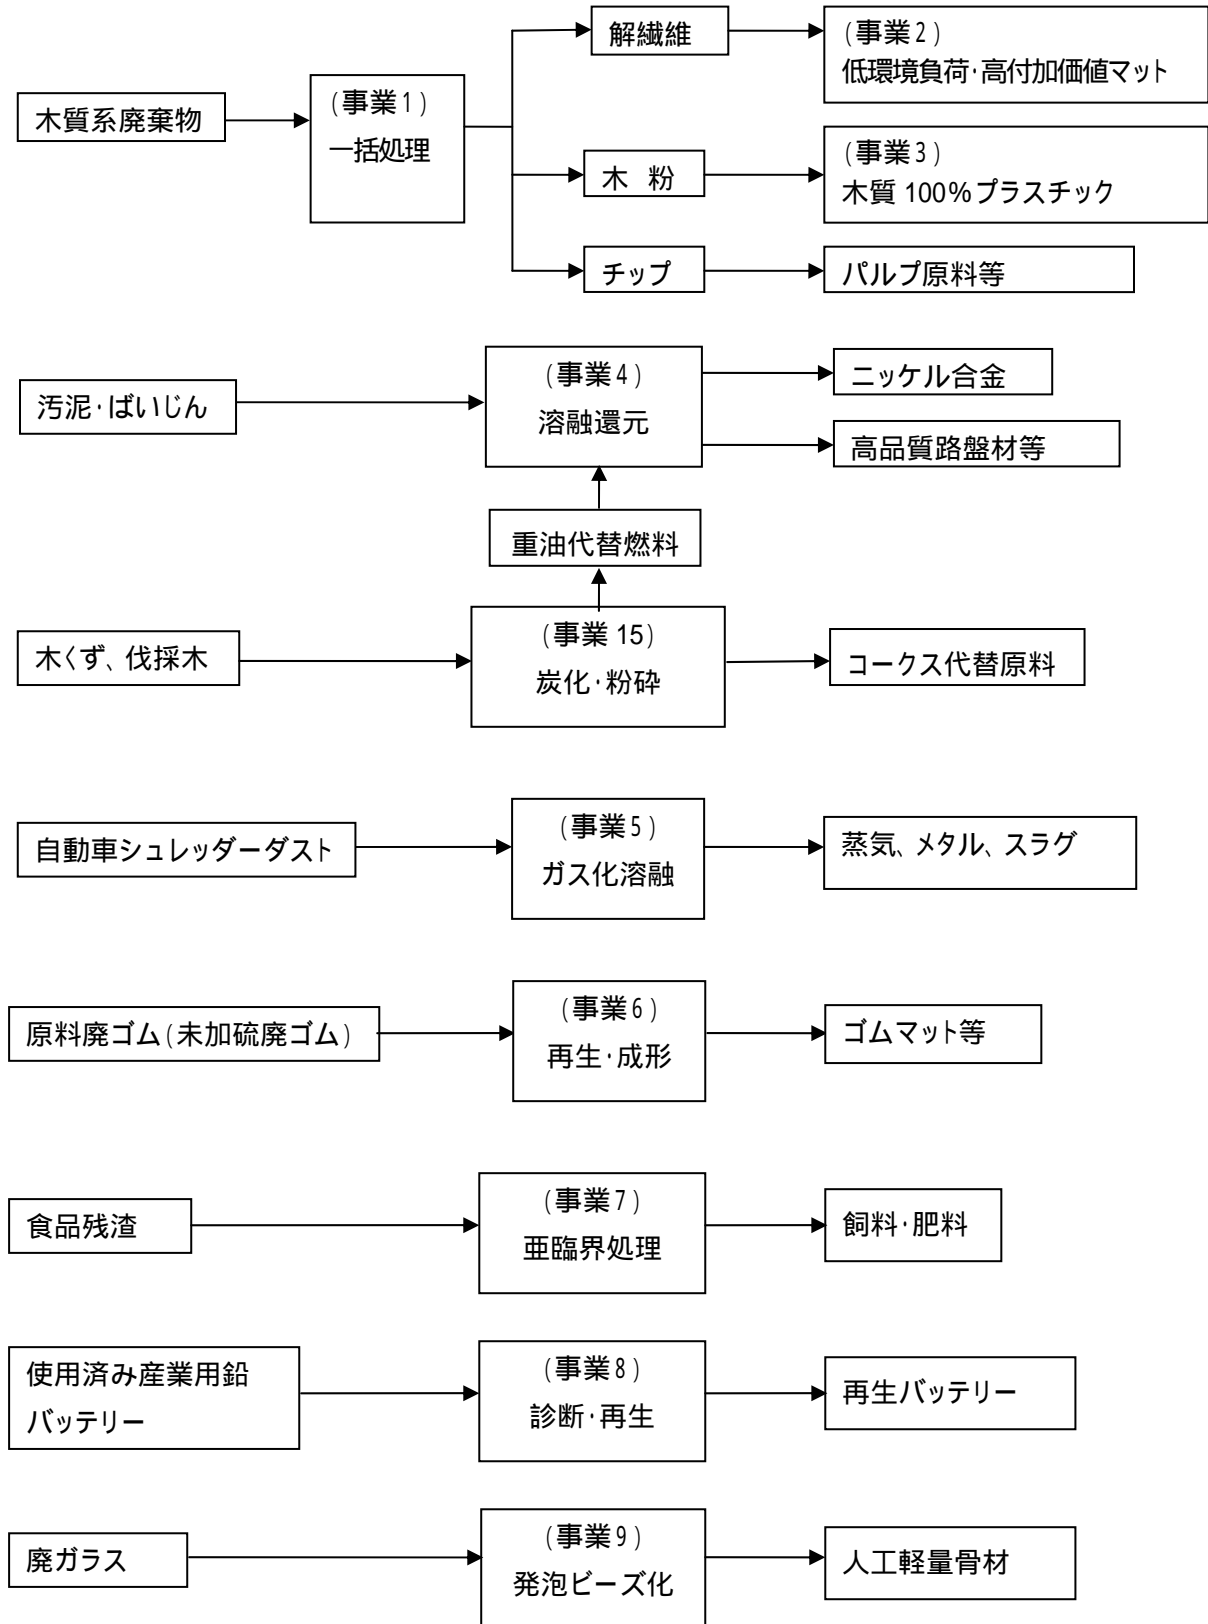 解繊維
(事業2)
低環境負荷・高付加価値マット
木質系廃棄物
(事業1)
一括処理
木 粉
(事業3)
木質 100%プラスチック
チップ
パルプ原料等
汚泥・ばいじん
(事業4)
溶融還元
ニッケル合金
高品質路盤材等
重油代替燃料
木くず、伐採木
(事業 15)
炭化・粉砕
コークス代替原料
自動車シュレッダーダスト
(事業5)
ガス化溶融
蒸気、メタル、スラグ
原料廃ゴム(未加硫廃ゴム)
(事業6)
再生・成形
ゴムマット等
食品残渣
(事業7)
亜臨界処理
飼料・肥料
使用済み産業用鉛
バッテリー
(事業8)
診断・再生
再生バッテリー
廃ガラス
(事業9)
発泡ビーズ化
人工軽量骨材